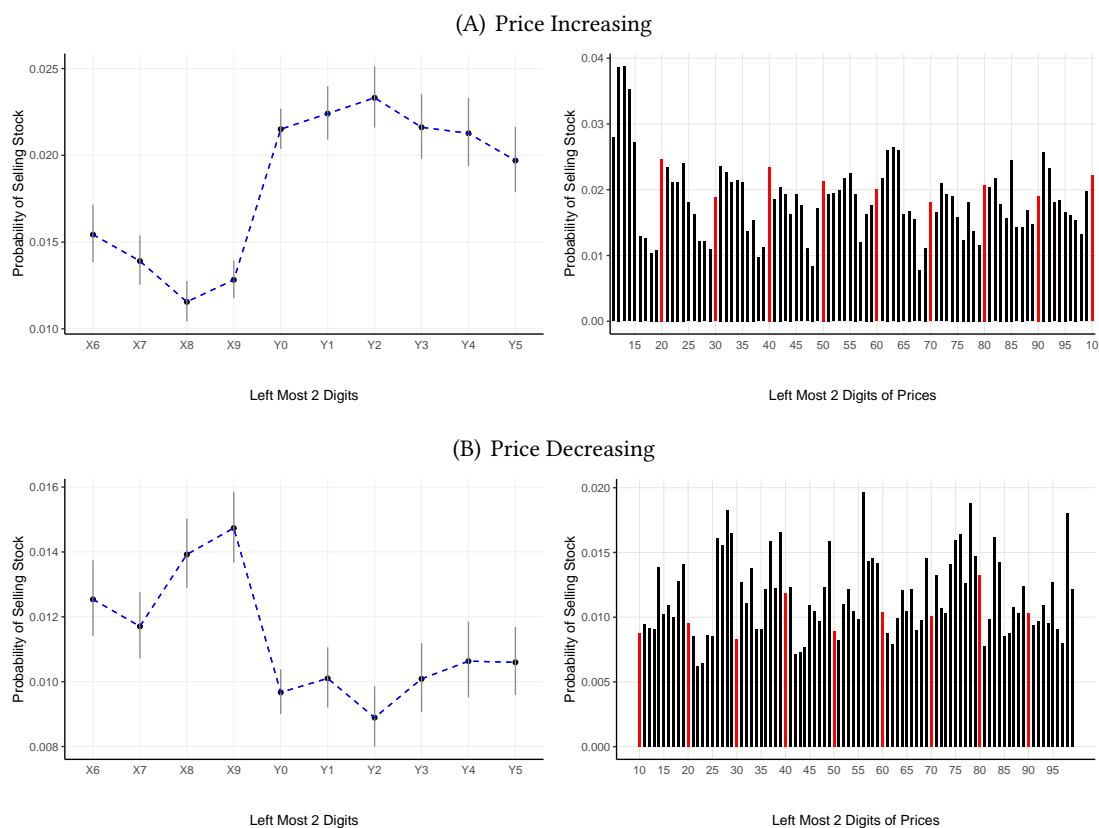 (A) Price Increasing
Probability of Selling Stock
0.025
0.020
0.015
0.010
X6 X7 X8 X9 Y0 Y1 Y2 Y3 Y4 Y5
Left Most 2 Digits
Probability of Selling Stock
0.04
0.03
0.02
0.01
0.00
15 20 25 30 35 40 45 50 55 60 65 70 75 80 85 90 95 10
Left Most 2 Digits of Prices
(B) Price Decreasing
Probability of Selling Stock
0.016
0.014
0.012
0.010
0.008
X6 X7 X8 X9 Y0 Y1 Y2 Y3 Y4 Y5
Left Most 2 Digits
Probability of Selling Stock
0.020
0.015
0.010
0.005
0.000
10 15 20 25 30 35 40 45 50 55 60 65 70 75 80 85 90 95
Left Most 2 Digits of Prices